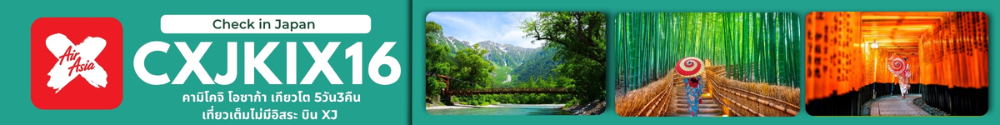 Air
Asia
X
Check in Japan
CXJKIX16
คามิโคจิ โอซาก้า เกียวโต 5วัน3คืน
เที่ยวเต็มไม่มีอิสระ บิน XJ